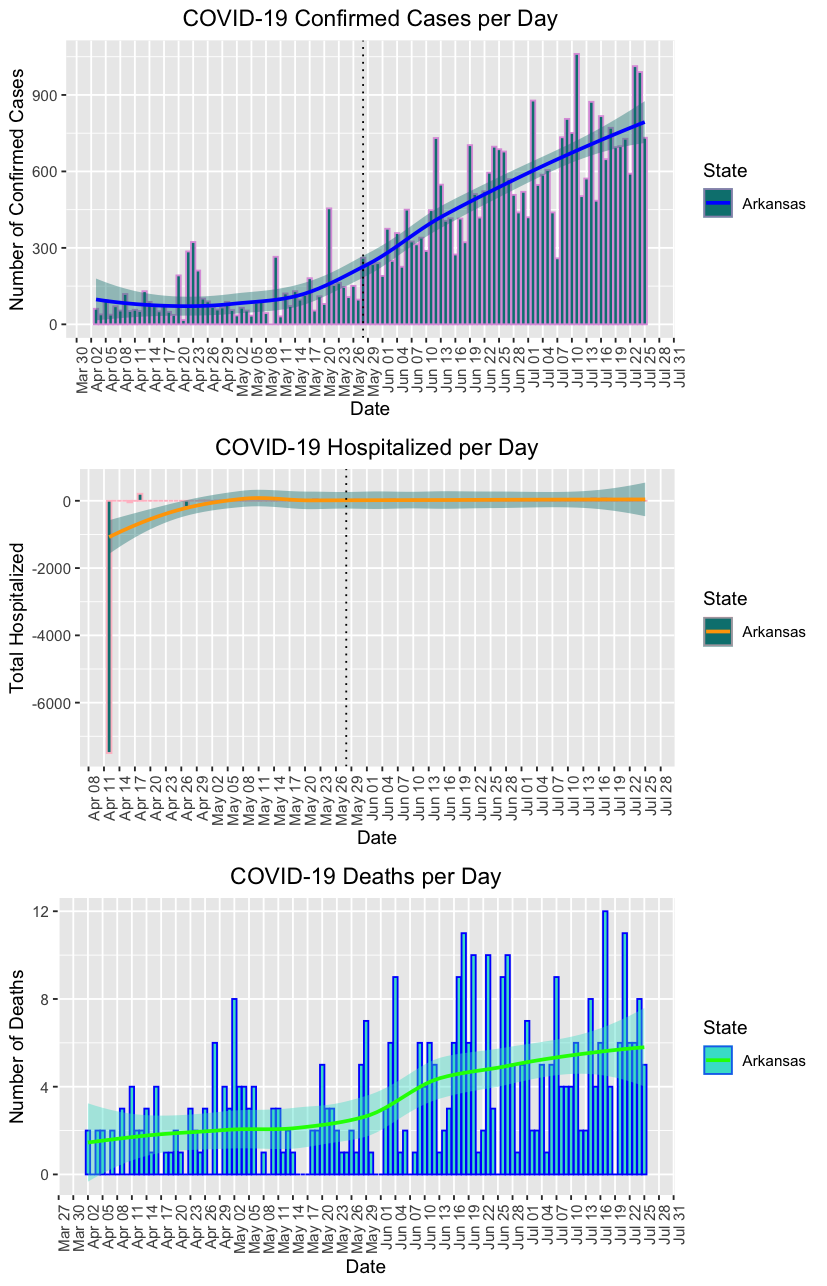 COVID-19 Confirmed Cases per Day
Number of Confirmed Cases
900
600
300
0
Mar 30 Apr 02 Apr 05 Apr 08 Apr 11 Apr 14 Apr 17 Apr 20 Apr 23 Apr 26 Apr 29 May 02 May 05 May 08 May 11 May 14 May 17 May 20 May 23 May 26 May 29 Jun 01 Jun 04 Jun 07 Jun 10 Jun 13 Jun 16 Jun 19 Jun 22 Jun 25 Jun 28 Jul 01 Jul 04 Jul 07 Jul 10 Jul 13 Jul 16 Jul 19 Jul 22 Jul 25 Jul 28 Jul 31
Date
State
Arkansas
COVID-19 Hospitalized per Day
Total Hospitalized
0
-2000
-4000
-6000
Apr 08 Apr 11 Apr 14 Apr 17 Apr 20 Apr 23 Apr 26 Apr 29 May 02 May 05 May 08 May 11 May 14 May 17 May 20 May 23 May 26 May 29 Jun 01 Jun 04 Jun 07 Jun 10 Jun 13 Jun 16 Jun 19 Jun 22 Jun 25 Jun 28 Jul 01 Jul 04 Jul 07 Jul 10 Jul 13 Jul 16 Jul 19 Jul 22 Jul 25 Jul 28
Date
State
Arkansas
COVID-19 Deaths per Day
Number of Deaths
12
8
4
0
Mar 27 Mar 30 Apr 02 Apr 05 Apr 08 Apr 11 Apr 14 Apr 17 Apr 20 Apr 23 Apr 26 Apr 29 May 02 May 05 May 08 May 11 May 14 May 17 May 20 May 23 May 26 May 29 Jun 01 Jun 04 Jun 07 Jun 10 Jun 13 Jun 16 Jun 19 Jun 22 Jun 25 Jun 28 Jul 01 Jul 04 Jul 07 Jul 10 Jul 13 Jul 16 Jul 19 Jul 22 Jul 25 Jul 28 Jul 31
Date
State
Arkansas